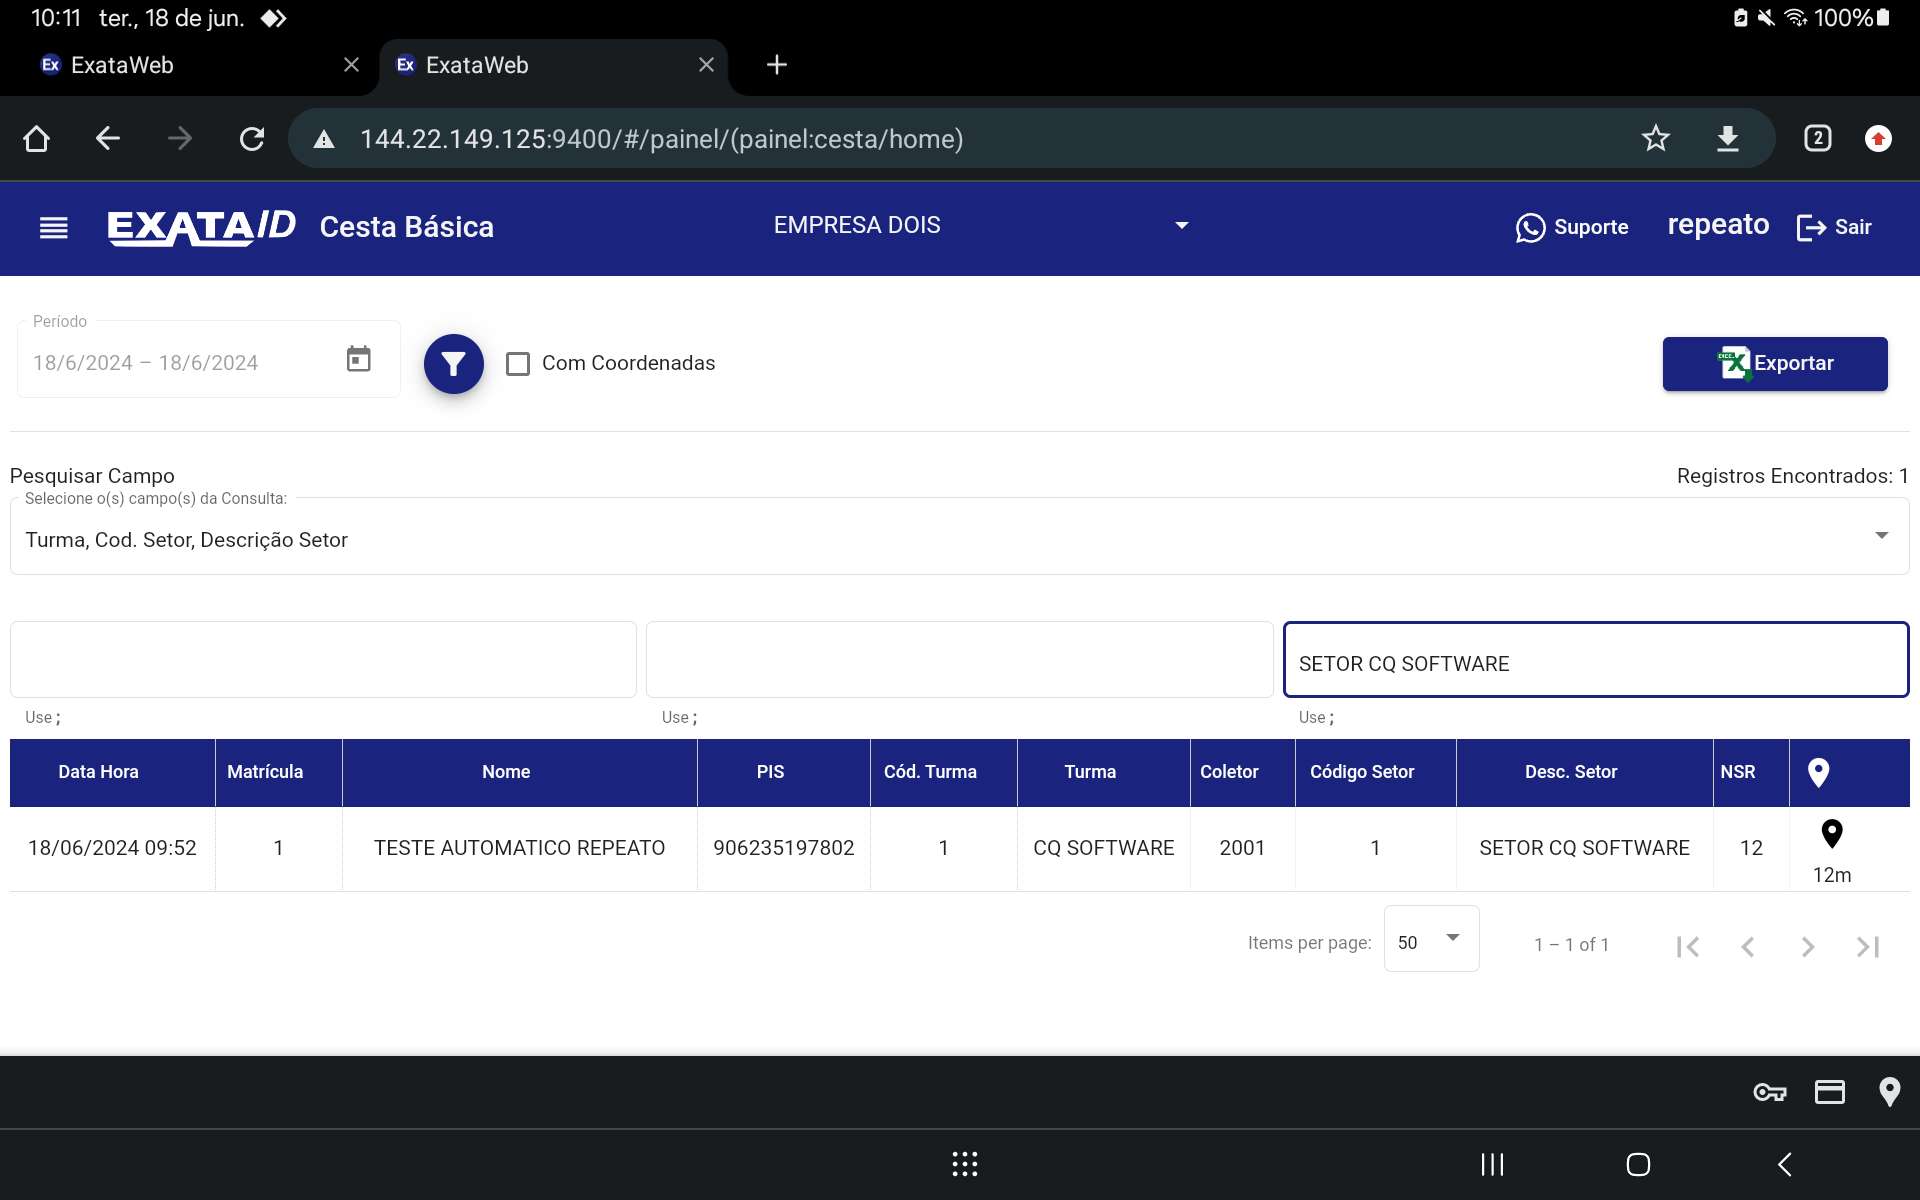 10:11 ter., 18 de jun. 100%
Ex ExataWeb Ex ExataWeb
144.22.149.125:9400/#/painel/(painel:cesta/home) 2
EXATA/ID Cesta Básica EMPRESA DOIS Suporte repeato Sair
Período
18/6/2024 – 18/6/2024 Com Coordenadas Exportar
Pesquisar Campo Registros Encontrados: 1
Selecione o(s) campo(s) da Consulta:
Turma, Cod. Setor, Descrição Setor
SETOR CQ SOFTWARE
Use ; Use ; Use ;
Data Hora Matrícula Nome PIS Cód. Turma Turma Coletor Código Setor Desc. Setor NSR
18/06/2024 09:52 1 TESTE AUTOMATICO REPEATO 906235197802 1 CQ SOFTWARE 2001 1 SETOR CQ SOFTWARE 12
12m
Items per page: 50 1 – 1 of 1